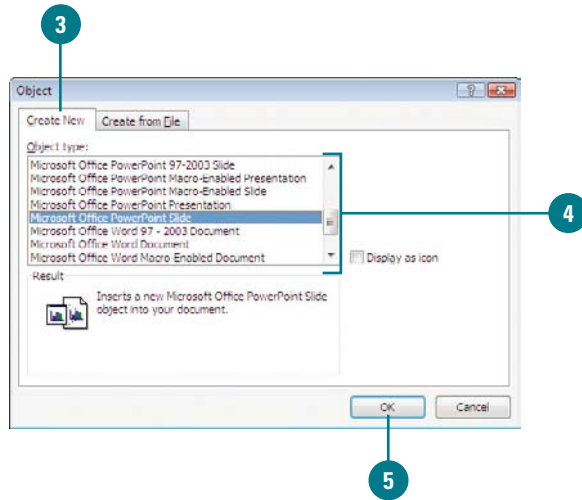 3
Object
Create New Create from File
Object type:
Microsoft Office PowerPoint 97-2003 Slide
Microsoft Office PowerPoint Macro-Enabled Presentation
Microsoft Office PowerPoint Macro-Enabled Slide
Microsoft Office PowerPoint Presentation
Microsoft Office PowerPoint Slide
Microsoft Office Word 97 - 2003 Document
Microsoft Office Word Document
Microsoft Office Word Macro-Enabled Document
4
Display as icon
Result
Inserts a new Microsoft Office PowerPoint Slide
object into your document.
OK Cancel
5